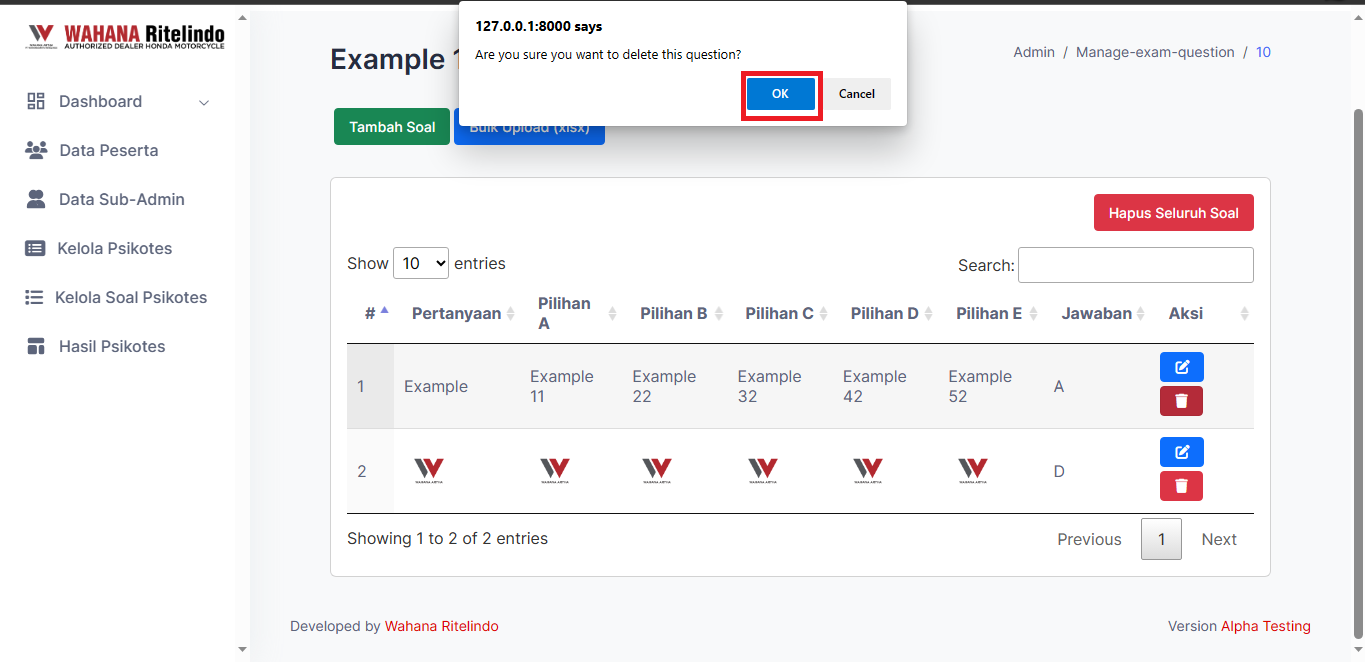 WAHANA Ritelindo
AUTHORIZED DEALER HONDA MOTORCYCLE
Dashboard
Data Peserta
Data Sub-Admin
Kelola Psikotes
Kelola Soal Psikotes
Hasil Psikotes
127.0.0.1:8000 says
Are you sure you want to delete this question?
OK Cancel
Example
Admin / Manage-exam-question / 10
Tambah Soal Bulk Upload (xlsx)
Hapus Seluruh Soal
Show 10 entries Search:
# Pertanyaan Pilihan A Pilihan B Pilihan C Pilihan D Pilihan E Jawaban Aksi
1 Example Example 11 Example 22 Example 32 Example 42 Example 52 A
2 D
Showing 1 to 2 of 2 entries Previous 1 Next
Developed by Wahana Ritelindo Version Alpha Testing